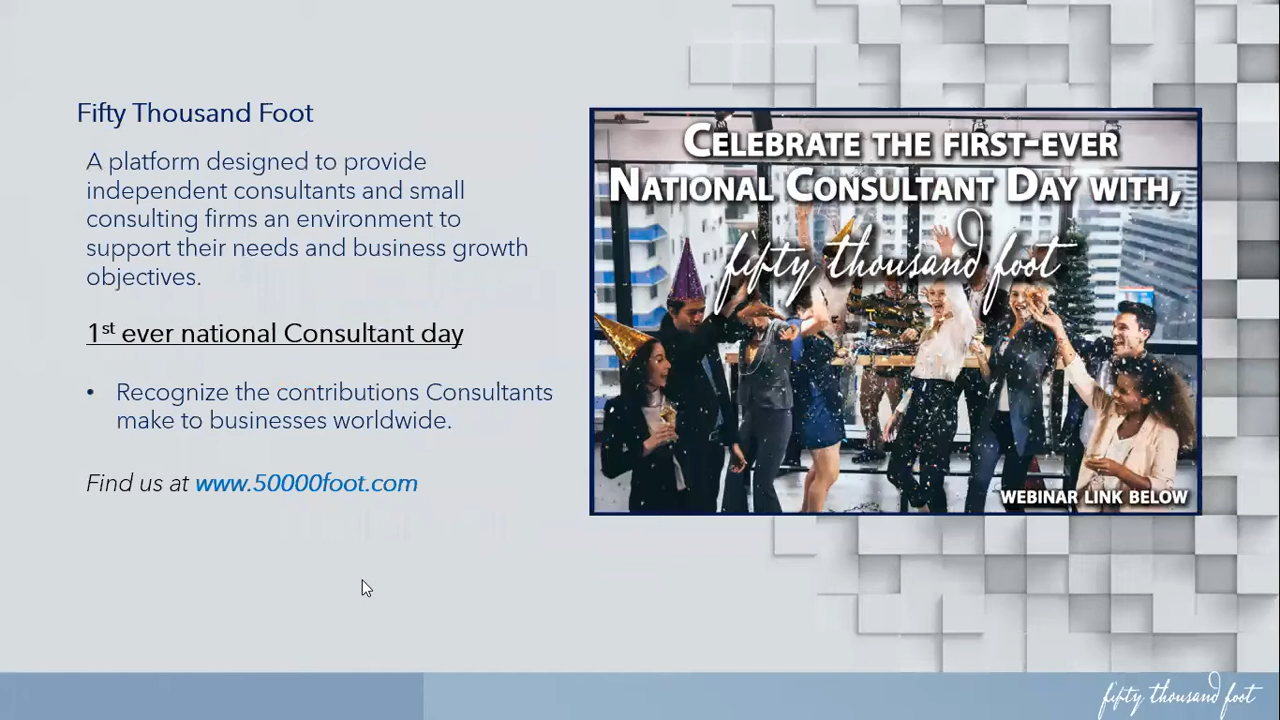 Fifty Thousand Foot
A platform designed to provide
independent consultants and small
consulting firms an environment to
support their needs and business growth
objectives.
1st ever national Consultant day
• Recognize the contributions Consultants
make to businesses worldwide.
Find us at www.50000foot.com
CELEBRATE THE FIRST-EVER
NATIONAL CONSULTANT DAY WITH,
fifty thousand foot
WEBINAR LINK BELOW
fifty thousand foot